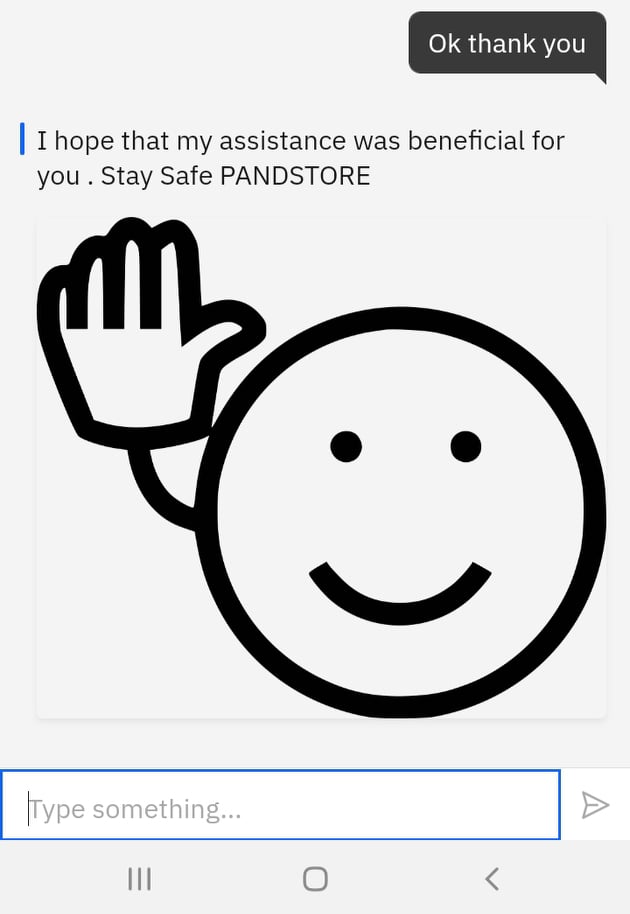 Ok thank you
I hope that my assistance was beneficial for
you . Stay Safe PANDSTORE
Type something...